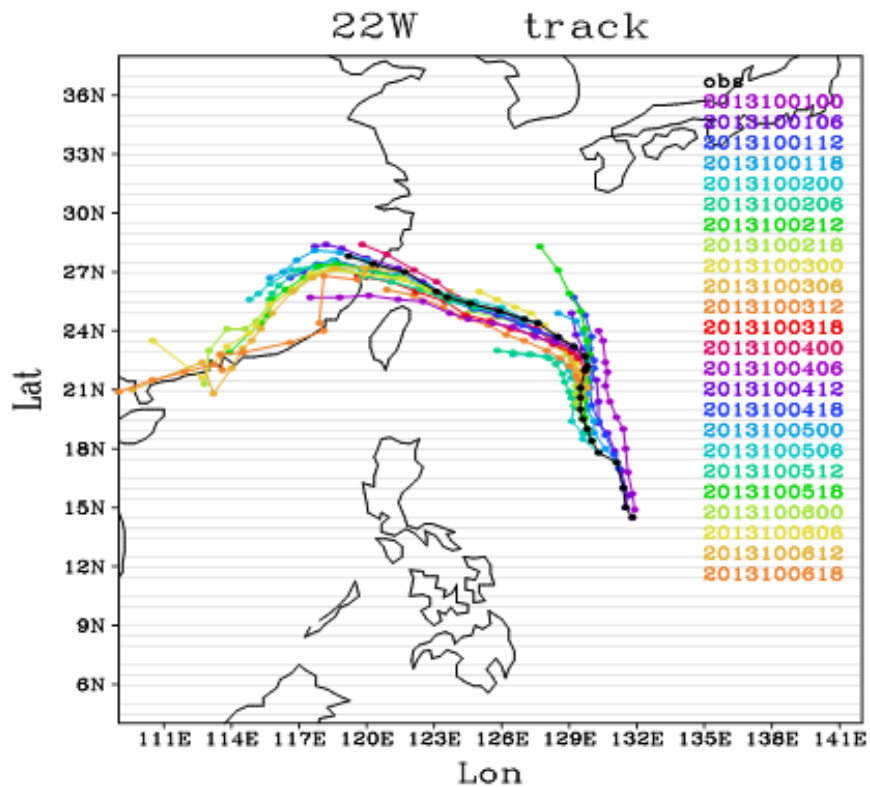 22W track
obs
2013100100
2013100106
2013100112
2013100118
2013100200
2013100206
2013100212
2013100218
2013100300
2013100306
2013100312
2013100318
2013100400
2013100406
2013100412
2013100418
2013100500
2013100506
2013100512
2013100518
2013100600
2013100606
2013100612
2013100618
36N
33N
30N
27N
24N
21N
18N
15N
12N
9N
6N
Lat
111E 114E 117E 120E 123E 126E 129E 132E 135E 138E 141E
Lon